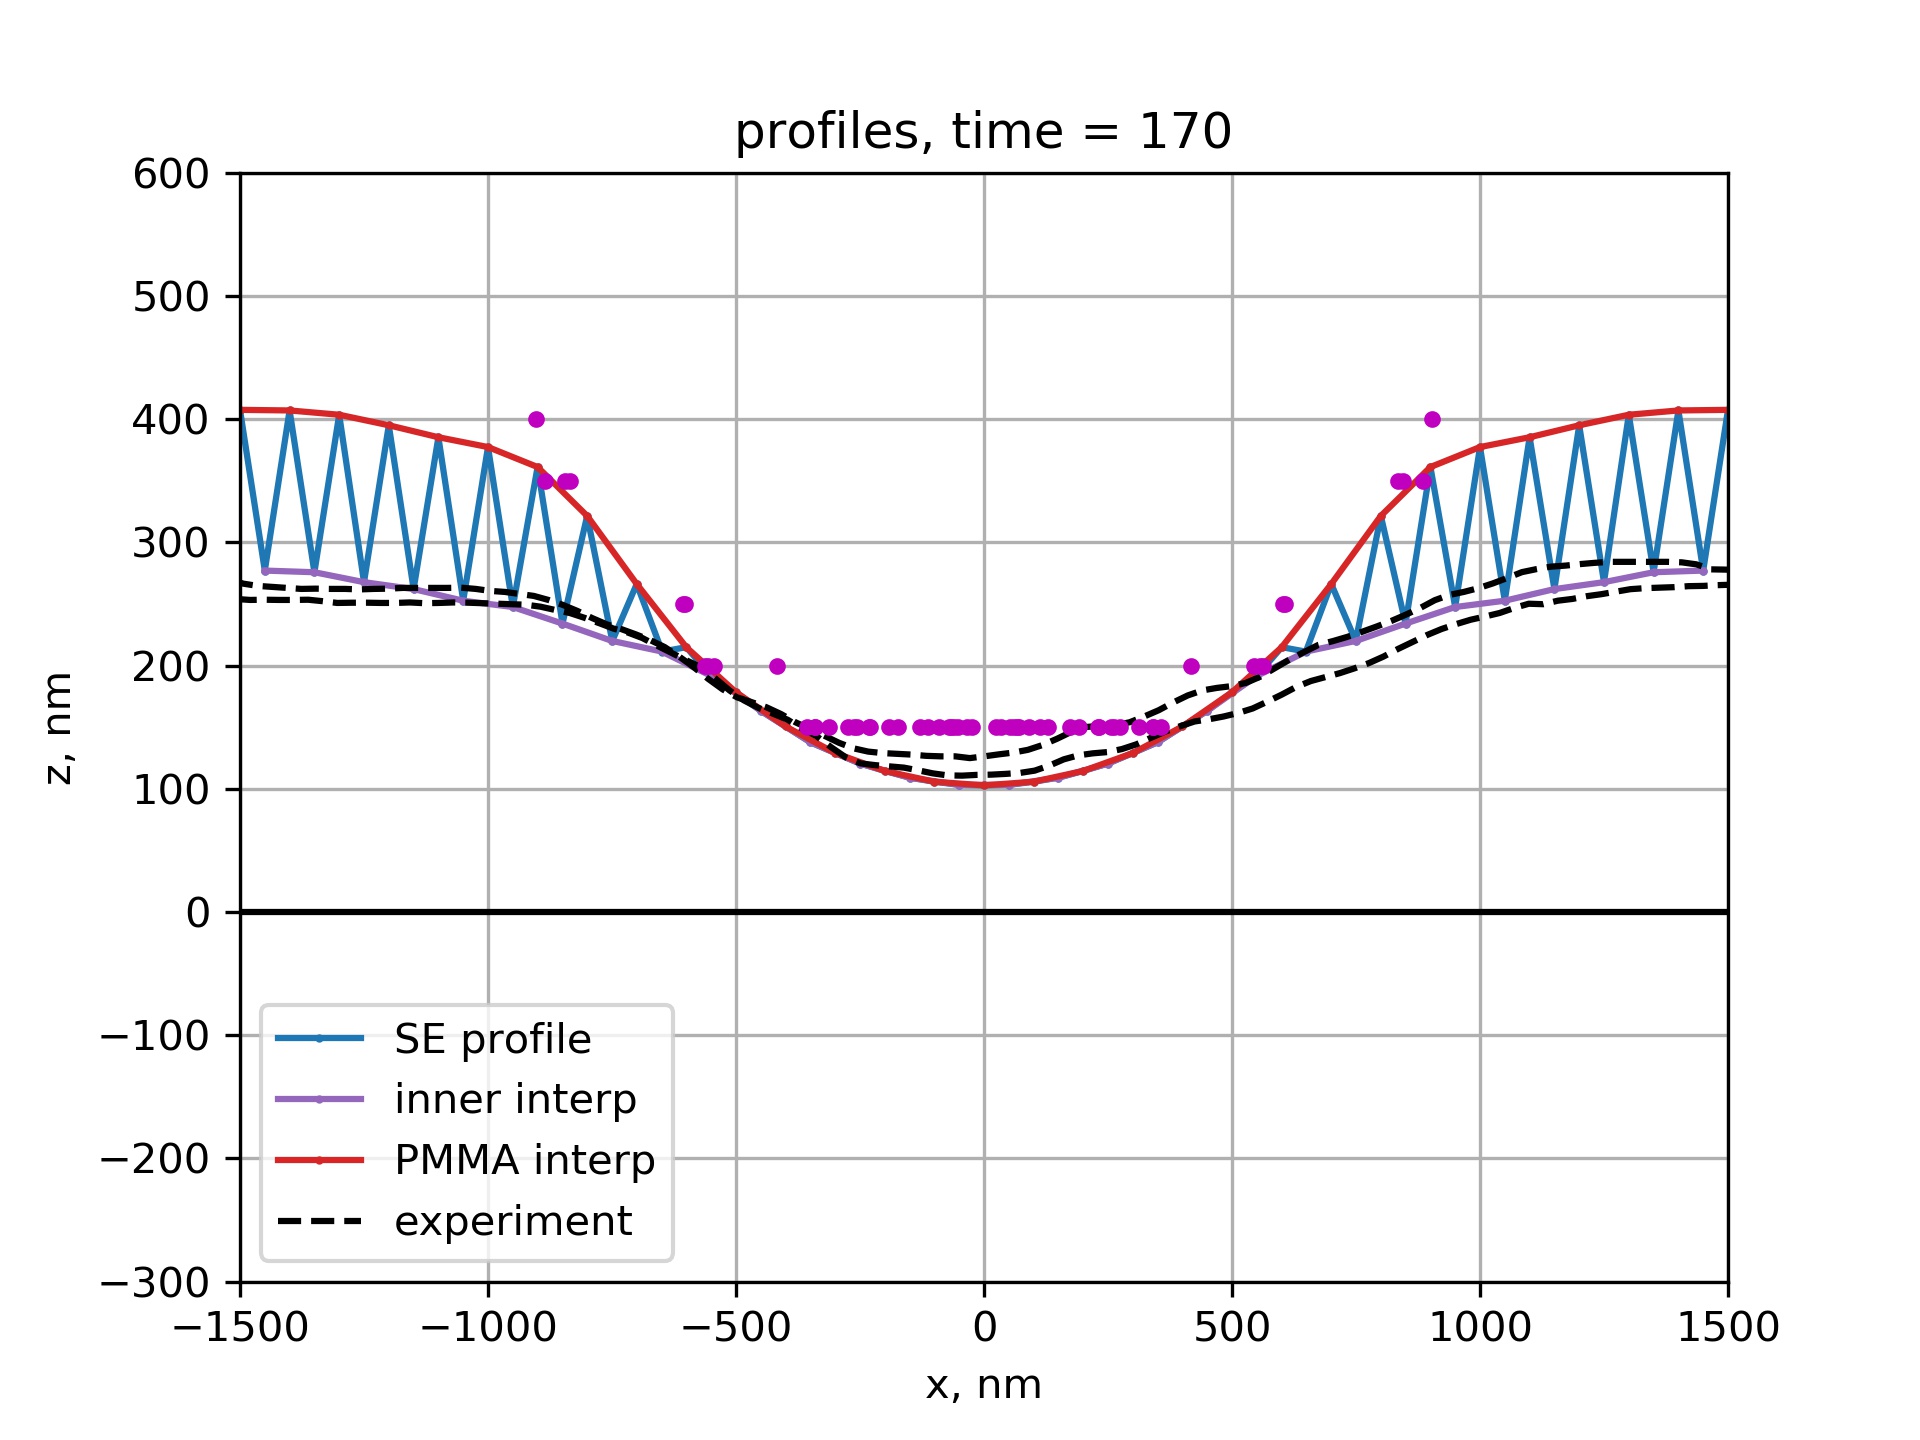 profiles, time = 170
600
500
400
300
200
100
0
−100
−200
−300
z, nm
SE profile
inner interp
PMMA interp
experiment
−1500 −1000 −500 0 500 1000 1500
x, nm